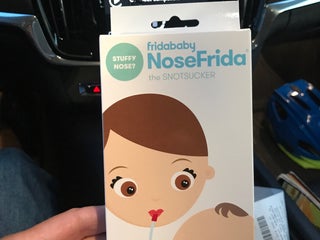 STUFFY
NOSE?
fridababy
NoseFrida®
the SNOTSUCKER